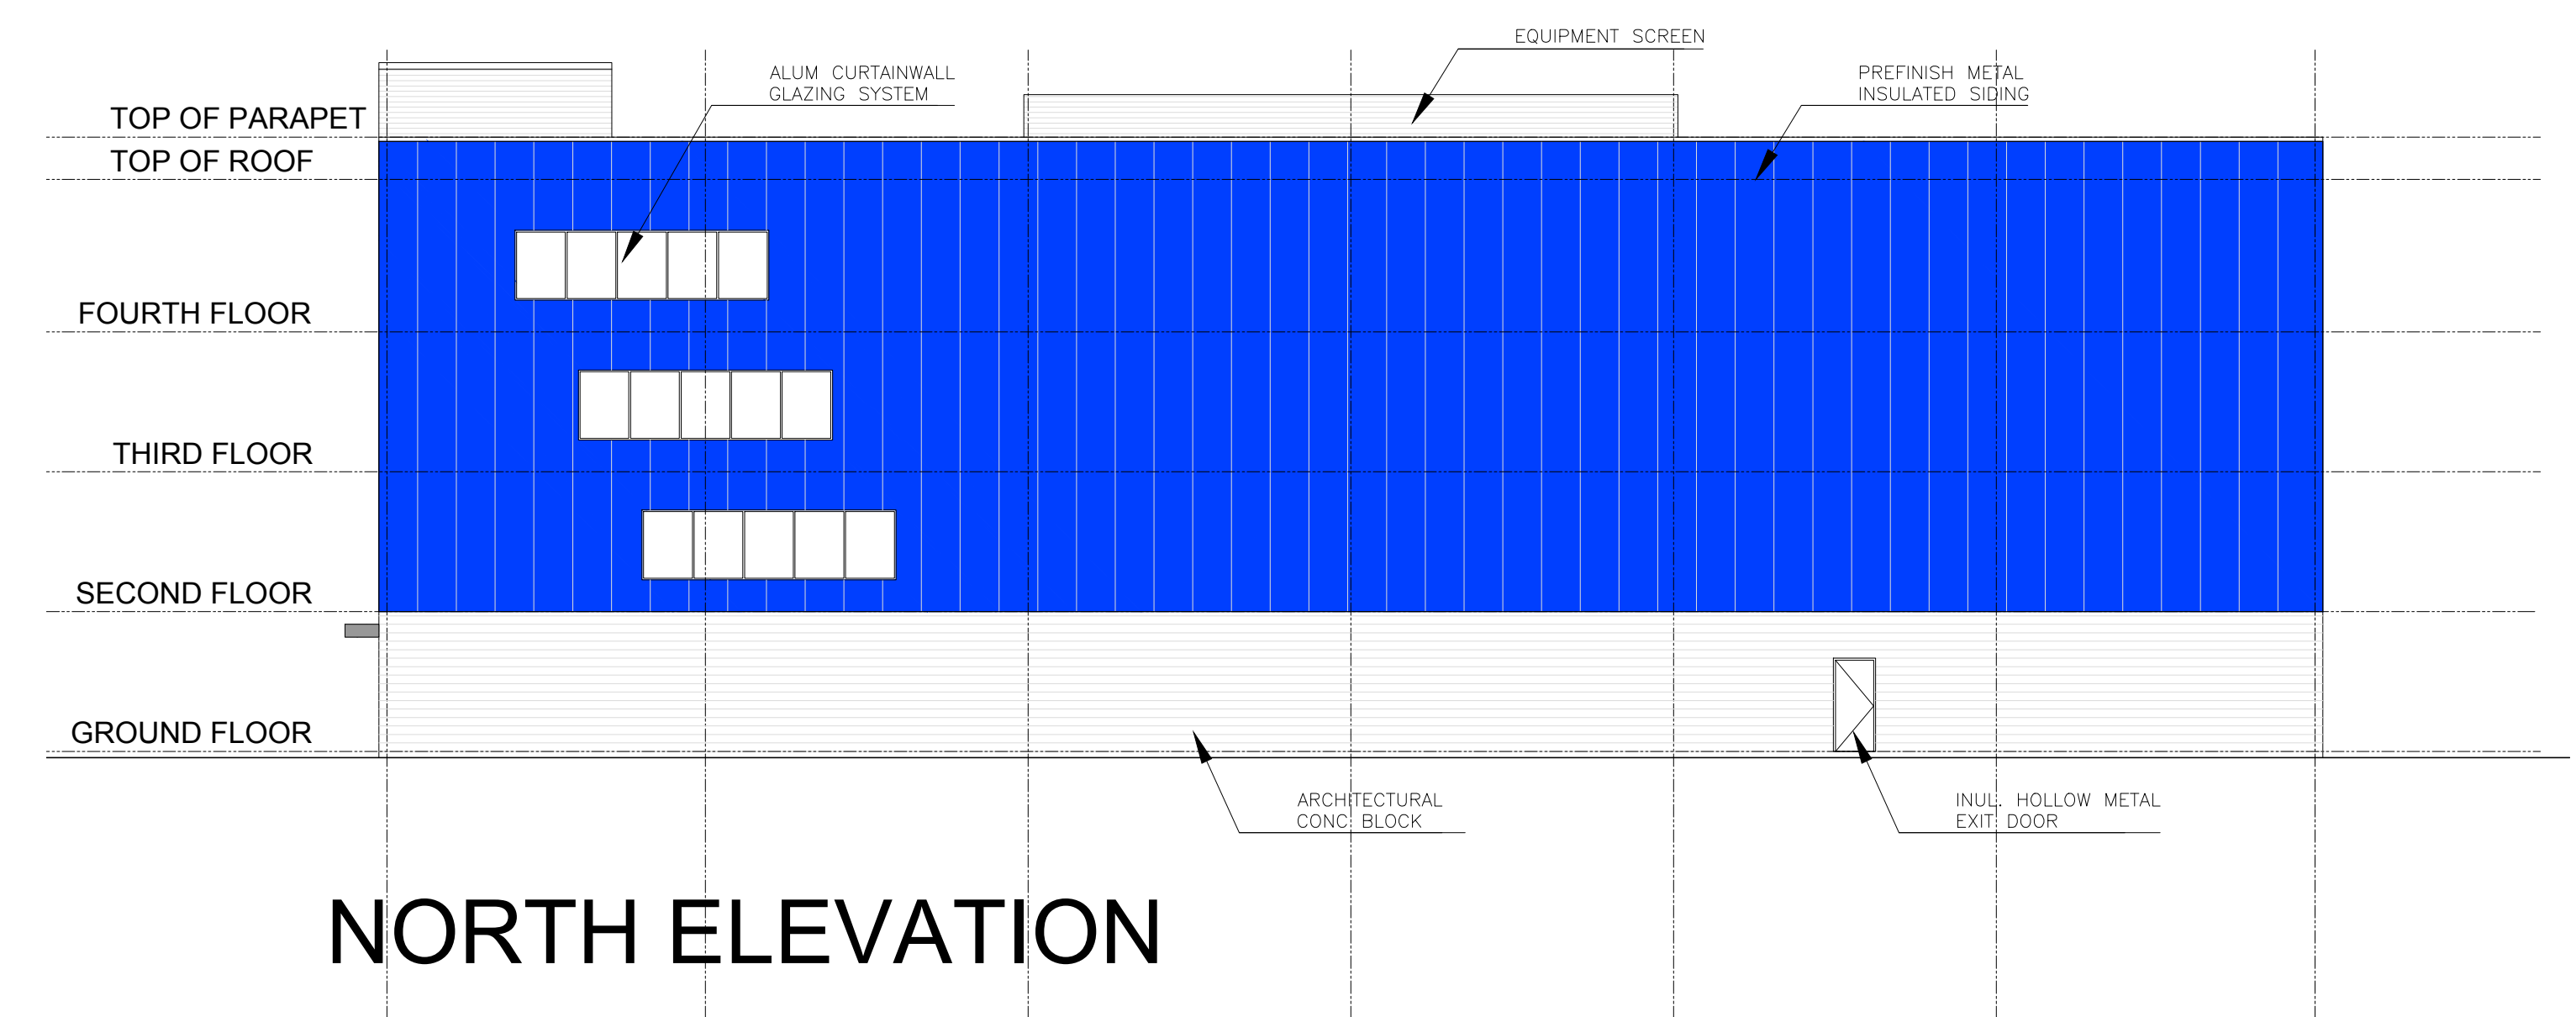 EQUIPMENT SCREEN
ALUM CURTAINWALL
GLAZING SYSTEM
PREFINISH METAL
INSULATED SIDING
TOP OF PARAPET
TOP OF ROOF
FOURTH FLOOR
THIRD FLOOR
SECOND FLOOR
GROUND FLOOR
ARCHITECTURAL
CONC. BLOCK
INUL. HOLLOW METAL
EXIT DOOR
NORTH ELEVATION